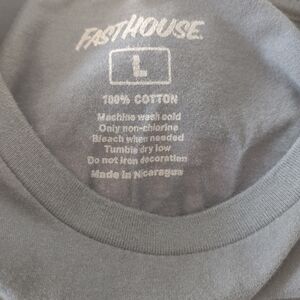 FASTHOUSE.
L
100% COTTON
Machine wash cold
Only non-chlorine
Bleach when needed
Tumble dry low
Do not iron decoration
Made in Nicaragua